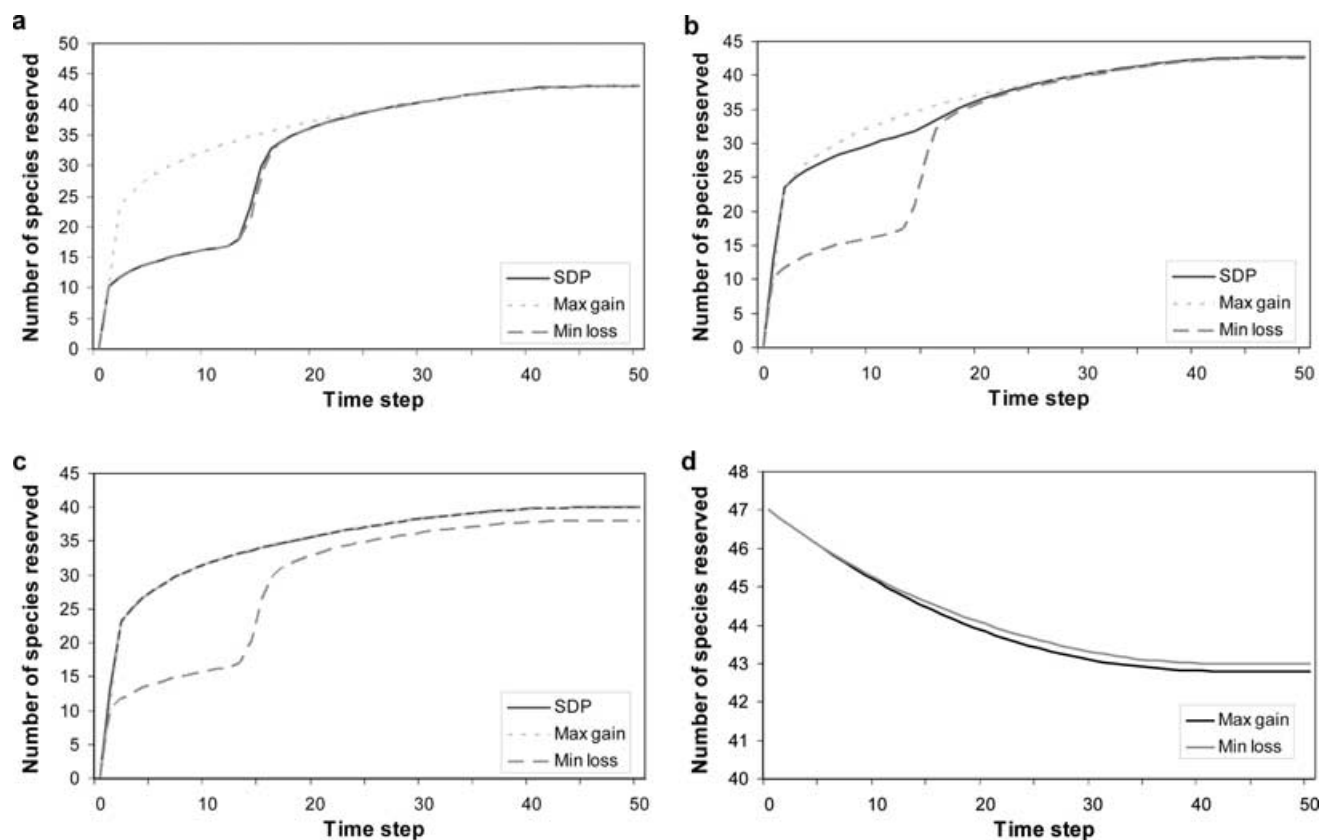 a
Number of species reserved
50
45
40
35
30
25
20
15
10
5
0
0 10 20 30 40 50
Time step
SDP
Max gain
Min loss
b
Number of species reserved
45
40
35
30
25
20
15
10
5
0
0 10 20 30 40 50
Time step
SDP
Max gain
Min loss
c
Number of species reserved
45
40
35
30
25
20
15
10
5
0
0 10 20 30 40 50
Time step
SDP
Max gain
Min loss
d
Number of species reserved
48
47
46
45
44
43
42
41
40
0 10 20 30 40 50
Time step
Max gain
Min loss